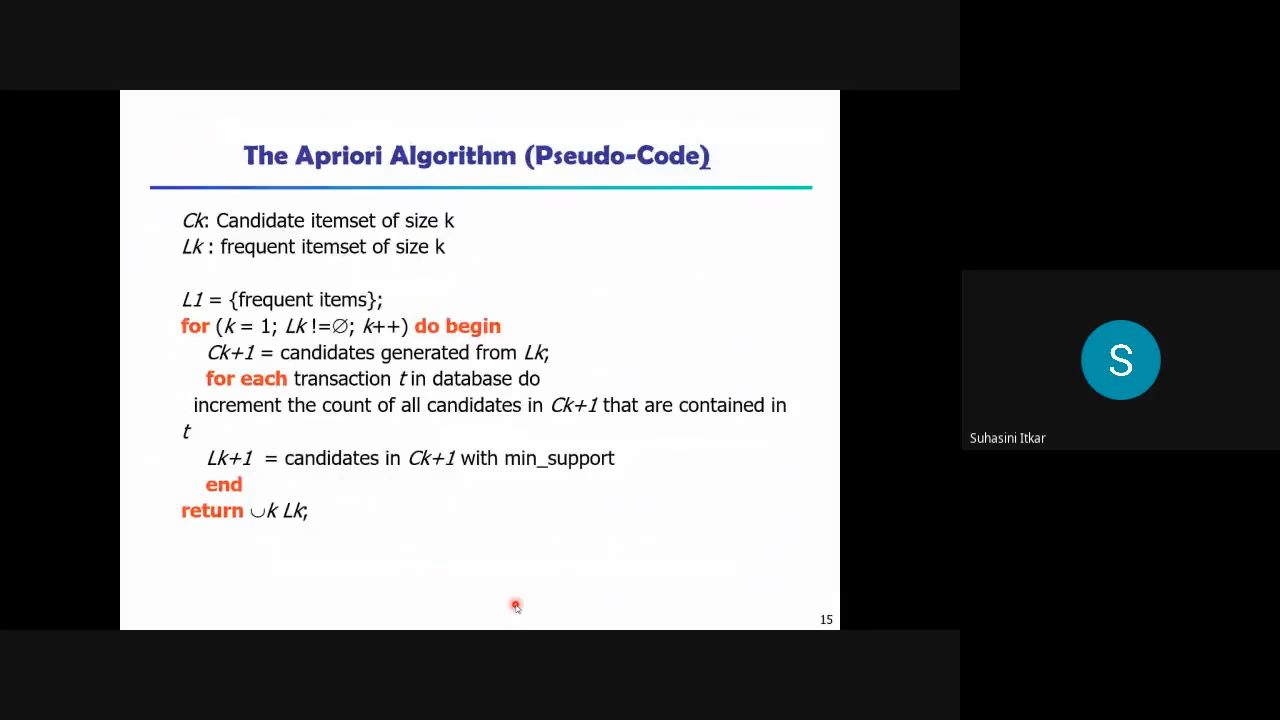 The Apriori Algorithm (Pseudo-Code)
Ck: Candidate itemset of size k
Lk : frequent itemset of size k
L1 = {frequent items};
for (k = 1; Lk !=∅; k++) do begin
Ck+1 = candidates generated from Lk;
for each transaction t in database do
increment the count of all candidates in Ck+1 that are contained in
t
Lk+1 = candidates in Ck+1 with min_support
end
return ∪k Lk;
15
S
Suhasini Itkar